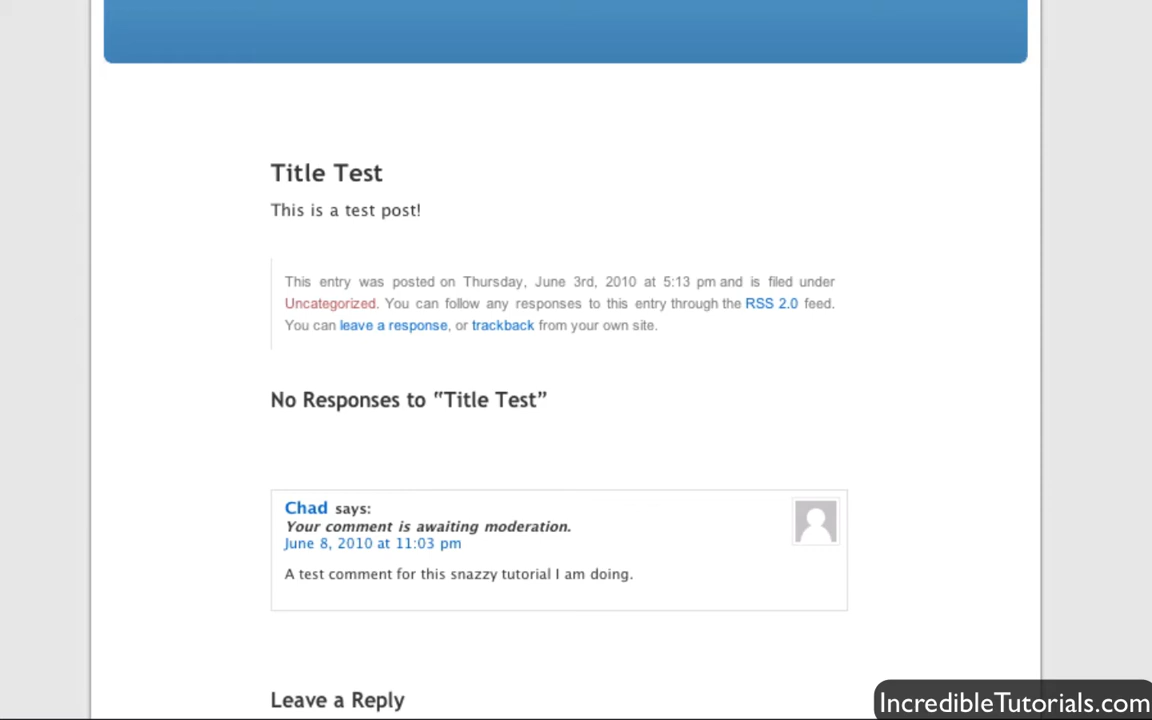 Title Test
This is a test post!
This entry was posted on Thursday, June 3rd, 2010 at 5:13 pm and is filed under
Uncategorized. You can follow any responses to this entry through the RSS 2.0 feed.
You can leave a response, or trackback from your own site.
No Responses to “Title Test”
Chad says:
Your comment is awaiting moderation.
June 8, 2010 at 11:03 pm
A test comment for this snazzy tutorial I am doing.
Leave a Reply
IncredibleTutorials.com